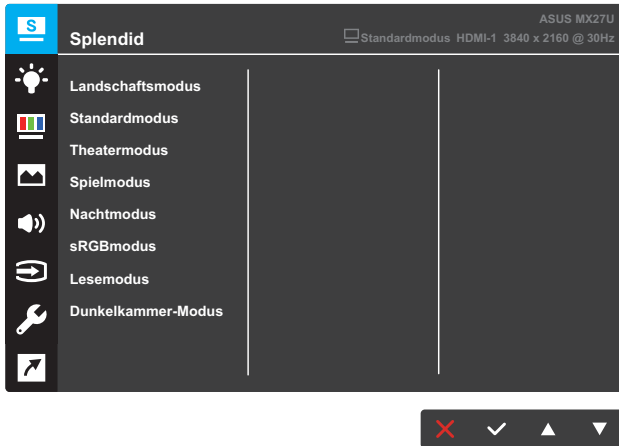 S
ASUS MX27U
Splendid
Standardmodus HDMI-1 3840 x 2160 @ 30Hz
Landschaftsmodus
Standardmodus
Theatermodus
Spielmodus
Nachtmodus
sRGBmodus
Lesemodus
Dunkelkammer-Modus